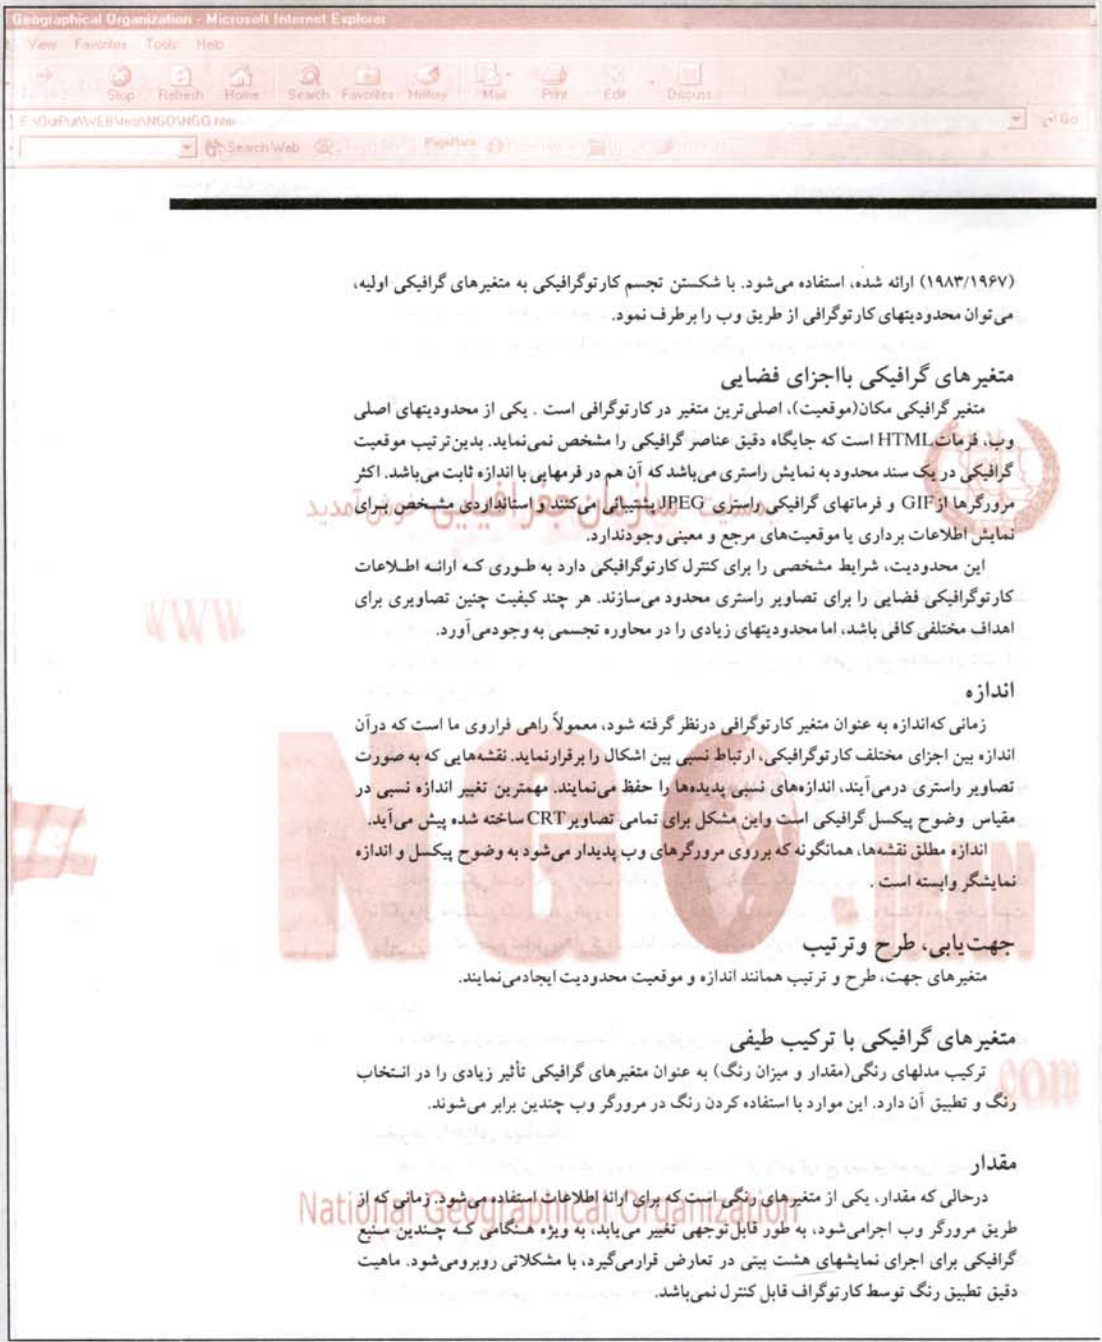 Geographical Organization - Microsoft Internet Explorer
View Favorites Tools Help
Stop Refresh Home Search Favorites History Mail Print Edit Discuss
Go
Search Web
(۱۹۸۳/۱۹۶۷) ارائه شده، استفاده می‌شود. با شکستن تجسم کارتوگرافیکی به متغیرهای گرافیکی اولیه،
می‌توان محدودیتهای کارتوگرافی از طریق وب را برطرف نمود.
متغیرهای گرافیکی بااجزای فضایی
متغیر گرافیکی مکان(موقعیت)، اصلی‌ترین متغیر در کارتوگرافی است . یکی از محدودیتهای اصلی
وب، فرمات HTML است که جایگاه دقیق عناصر گرافیکی را مشخص نمی‌نماید. بدین‌ترتیب موقعیت
گرافیکی در یک سند محدود به نمایش راستری می‌باشد که آن هم در فرمهایی با اندازه ثابت می‌باشد. اکثر
مرورگرها از GIF و فرماتهای گرافیکی راستری JPEG پشتیبانی می‌کنند و استانداردی مشخص برای
نمایش اطلاعات برداری یا موقعیت‌های مرجع و معینی وجودندارد.
این محدودیت، شرایط مشخصی را برای کنترل کارتوگرافیکی دارد به طوری که ارائه اطلاعات
کارتوگرافیکی فضایی را برای تصاویر راستری محدود می‌سازند. هر چند کیفیت چنین تصاویری برای
اهداف مختلفی کافی باشد، اما محدودیتهای زیادی را در محاوره تجسمی به وجودمی‌آورد.
www
اندازه
زمانی که‌اندازه به عنوان متغیر کارتوگرافی درنظر گرفته شود، معمولاً راهی فراروی ما است که درآن
اندازه بین اجزای مختلف کارتوگرافیکی، ارتباط نسبی بین اشکال را برقرارنماید. نقشه‌هایی که به صورت
تصاویر راستری درمی‌آیند، اندازه‌های نسبی پدیده‌ها را حفظ می‌نمایند. مهمترین تغییر اندازه نسبی در
مقیاس وضوح پیکسل گرافیکی است واین مشکل برای تمامی تصاویر CRT ساخته شده پیش می‌آید.
اندازه مطلق نقشه‌ها، همانگونه که برروی مرورگرهای وب پدیدار می‌شود به وضوح پیکسل و اندازه
نمایشگر وابسته است .
NGO
جهت‌یابی، طرح وترتیب
متغیرهای جهت، طرح و ترتیب همانند اندازه و موقعیت محدودیت ایجادمی‌نمایند.
متغیرهای گرافیکی با ترکیب طیفی
ترکیب مدلهای رنگی(مقدار و میزان رنگ) به عنوان متغیرهای گرافیکی تأثیر زیادی را در انتخاب
رنگ و تطبیق آن دارد. این موارد با استفاده کردن رنگ در مرورگر وب چندین برابر می‌شوند.
.com
مقدار
درحالی که مقدار، یکی از متغیرهای رنگی است که برای ارائه اطلاعات استفاده می‌شود. زمانی که از
طریق مرورگر وب اجرامی‌شود، به طور قابل‌توجهی تغییر می‌یابد، به ویژه هنگامی که چندین منبع
گرافیکی برای اجرای نمایشهای هشت بیتی در تعارض قرارمی‌گیرد، با مشکلاتی روبرومی‌شود. ماهیت
دقیق تطبیق رنگ توسط کارتوگراف قابل کنترل نمی‌باشد.
National Geographical Organization